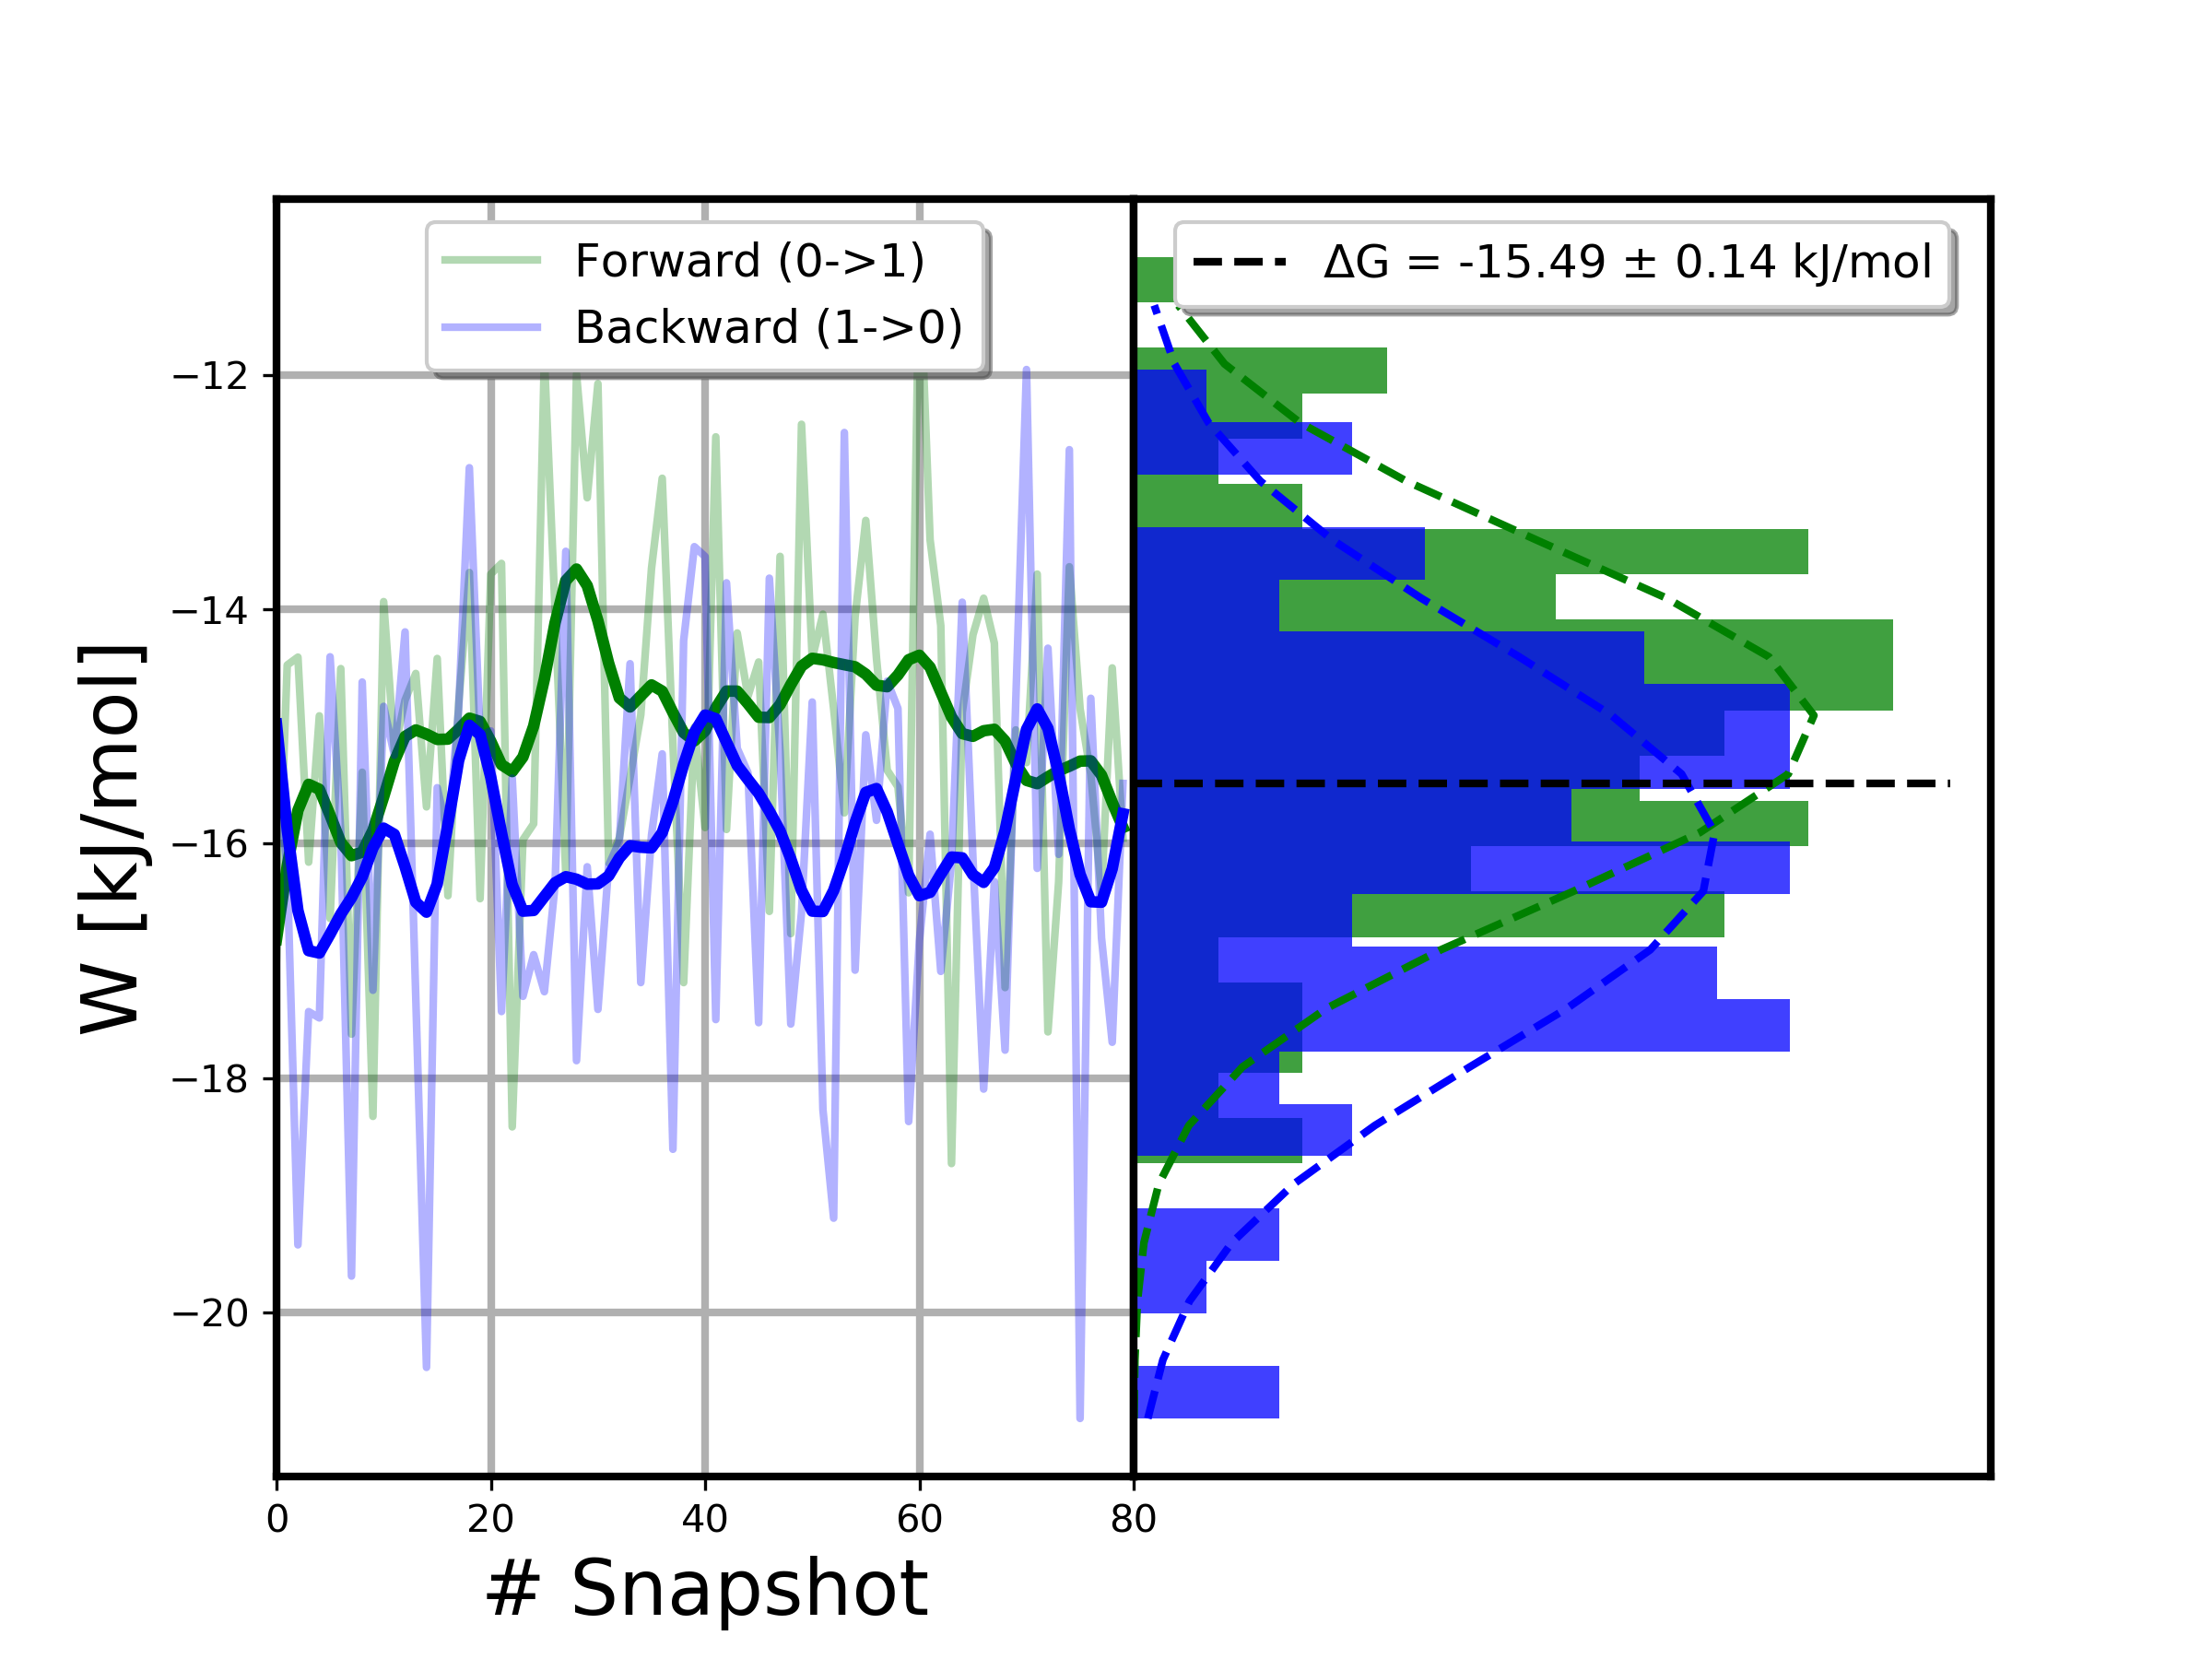 Forward (0->1)
Backward (1->0)
ΔG = -15.49 ± 0.14 kJ/mol
W [kJ/mol]
−12
−14
−16
−18
−20
0 20 40 60 80
# Snapshot